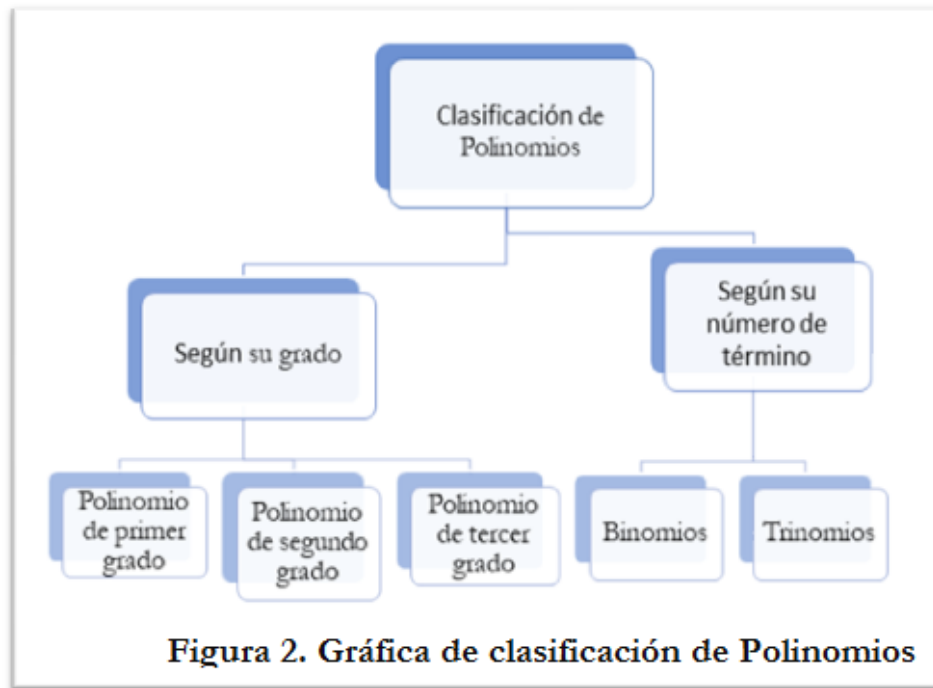 Clasificación de
Polinomios
Según su grado
Según su
número de
término
Polinomio
de primer
grado
Polinomio
de segundo
grado
Polinomio
de tercer
grado
Binomios
Trinomios
Figura 2. Gráfica de clasificación de Polinomios